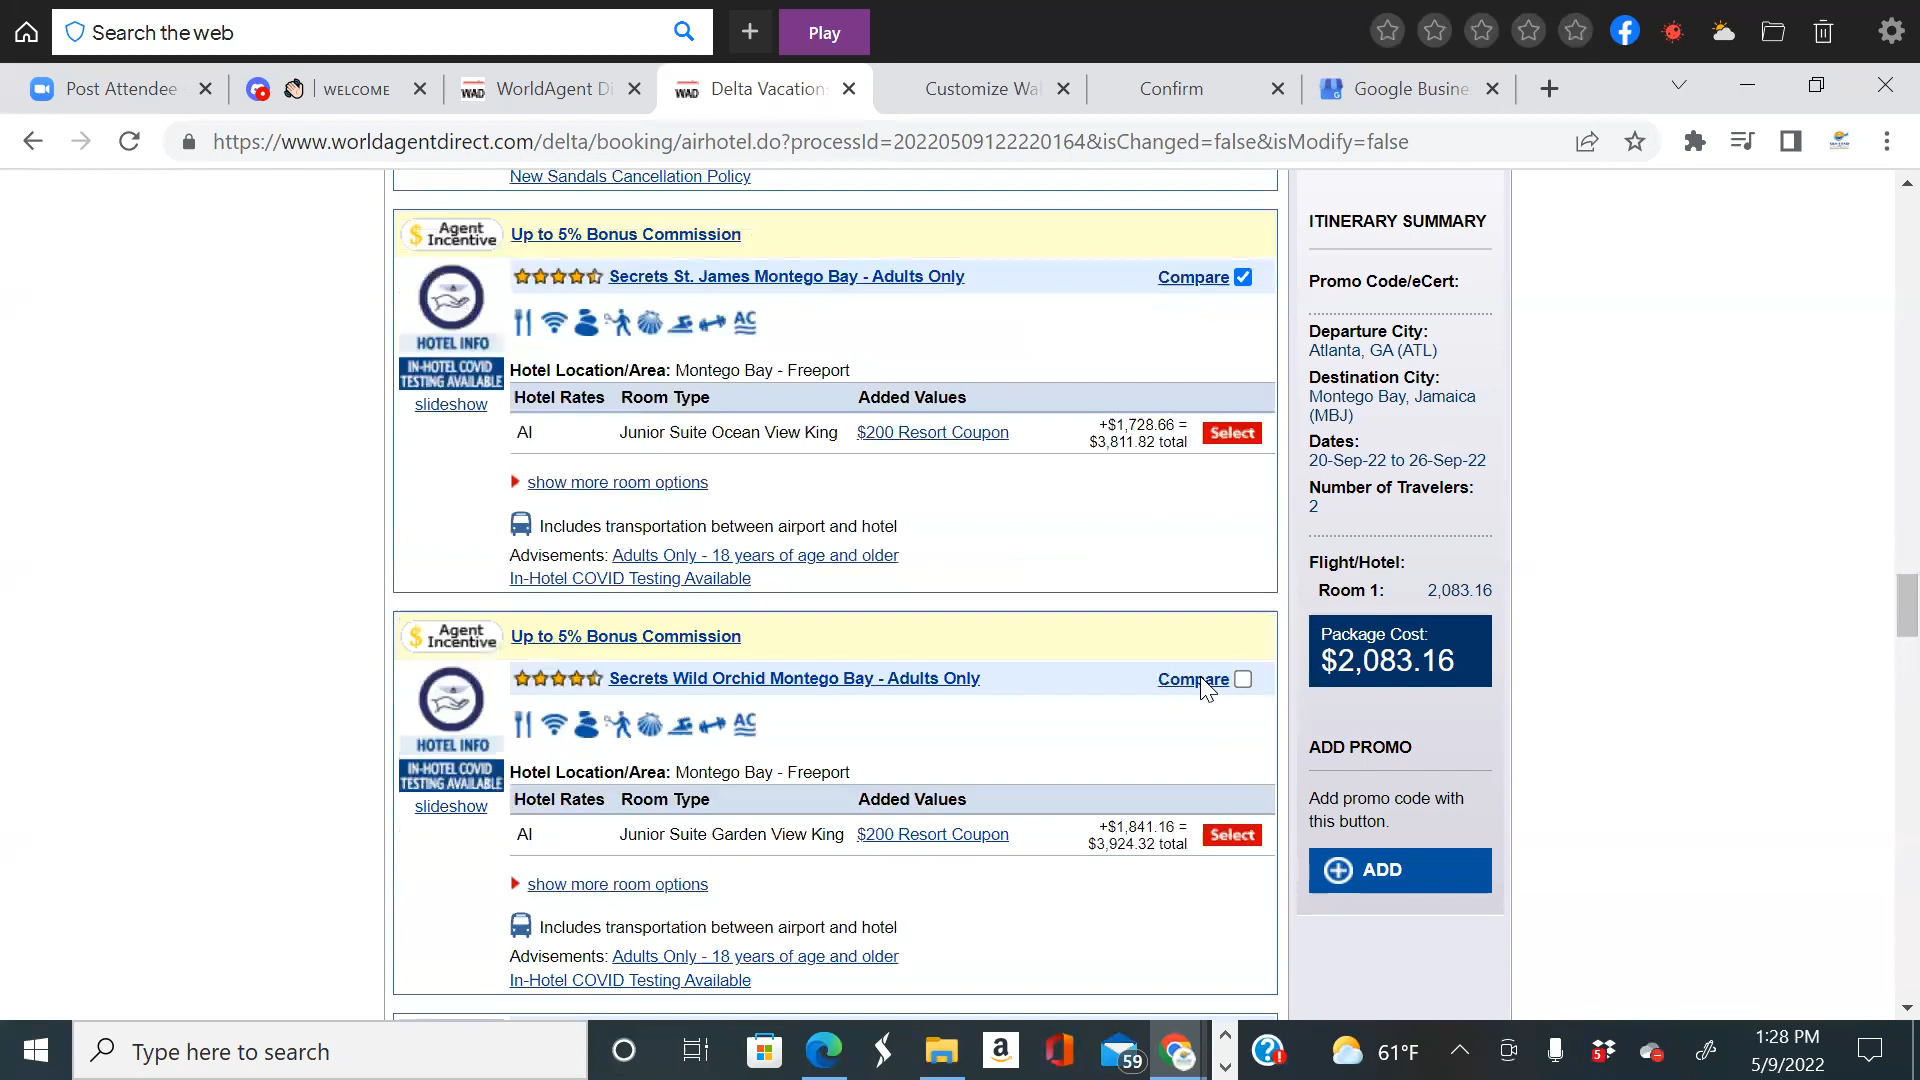 Search the web
Play
Post Attendee
WELCOME
WAD WorldAgent Di
WAD Delta Vacation
Customize Wa
Confirm
Google Busine
https://www.worldagentdirect.com/delta/booking/airhotel.do?processId=20220509122220164&isChanged=false&isModify=false
New Sandals Cancellation Policy
$ Agent Incentive
Up to 5% Bonus Commission
Secrets St. James Montego Bay - Adults Only
Compare
AC
HOTEL INFO
IN-HOTEL COVID
TESTING AVAILABLE
slideshow
Hotel Location/Area: Montego Bay - Freeport
Hotel Rates Room Type Added Values
AI Junior Suite Ocean View King $200 Resort Coupon +$1,728.66 =
$3,811.82 total
Select
show more room options
Includes transportation between airport and hotel
Advisements: Adults Only - 18 years of age and older
In-Hotel COVID Testing Available
$ Agent Incentive
Up to 5% Bonus Commission
Secrets Wild Orchid Montego Bay - Adults Only
Compare
AC
HOTEL INFO
IN-HOTEL COVID
TESTING AVAILABLE
slideshow
Hotel Location/Area: Montego Bay - Freeport
Hotel Rates Room Type Added Values
AI Junior Suite Garden View King $200 Resort Coupon +$1,841.16 =
$3,924.32 total
Select
show more room options
Includes transportation between airport and hotel
Advisements: Adults Only - 18 years of age and older
In-Hotel COVID Testing Available
ITINERARY SUMMARY
Promo Code/eCert:
Departure City:
Atlanta, GA (ATL)
Destination City:
Montego Bay, Jamaica
(MBJ)
Dates:
20-Sep-22 to 26-Sep-22
Number of Travelers:
2
Flight/Hotel:
Room 1: 2,083.16
Package Cost:
$2,083.16
ADD PROMO
Add promo code with
this button.
ADD
Type here to search
a
59
61°F
5
1:28 PM
5/9/2022